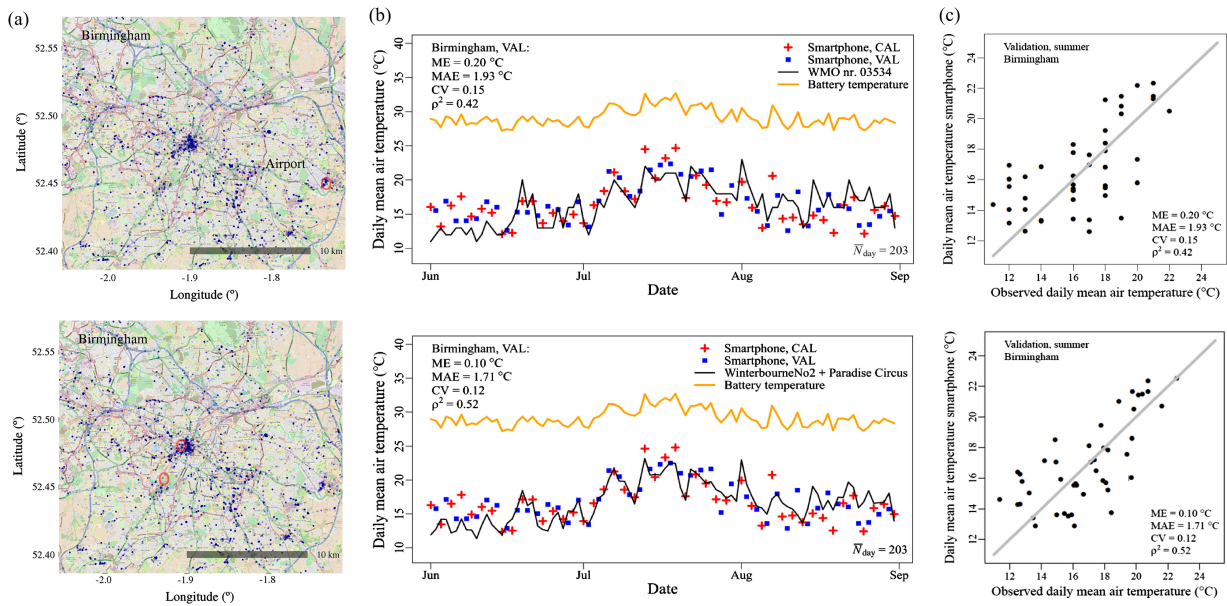 (a)
Birmingham
Airport
10 km
52.55
52.50
52.45
52.40
Latitude (º)
-2.0
-1.9
-1.8
-1.7
Longitude (º)
(b)
Birmingham, VAL:
ME = 0.20 °C
MAE = 1.93 °C
CV = 0.15
ρ² = 0.42
Smartphone, CAL
Smartphone, VAL
WMO nr. 03534
Battery temperature
N̅day = 203
40
35
30
25
20
15
10
Daily mean air temperature (°C)
Jun
Jul
Aug
Sep
Date
(c)
Validation, summer
Birmingham
ME = 0.20 °C
MAE = 1.93 °C
CV = 0.15
ρ² = 0.42
24
22
20
18
16
14
12
Daily mean air temperature smartphone (°C)
12
14
16
18
20
22
24
Observed daily mean air temperature (°C)
Birmingham
10 km
52.55
52.50
52.45
52.40
Latitude (º)
-2.0
-1.9
-1.8
-1.7
Longitude (º)
Birmingham, VAL:
ME = 0.10 °C
MAE = 1.71 °C
CV = 0.12
ρ² = 0.52
Smartphone, CAL
Smartphone, VAL
WinterbourneNo2 + Paradise Circus
Battery temperature
N̅day = 203
40
35
30
25
20
15
10
Daily mean air temperature (°C)
Jun
Jul
Aug
Sep
Date
Validation, summer
Birmingham
ME = 0.10 °C
MAE = 1.71 °C
CV = 0.12
ρ² = 0.52
24
22
20
18
16
14
12
Daily mean air temperature smartphone (°C)
12
14
16
18
20
22
24
Observed daily mean air temperature (°C)